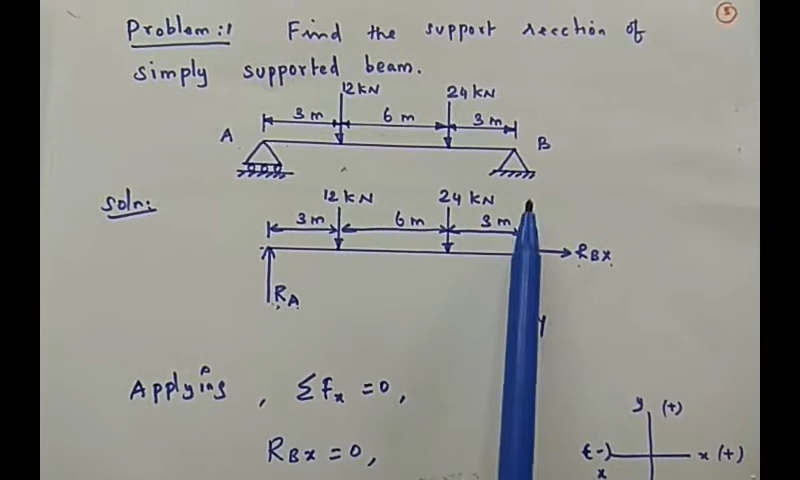 5
Problem:1 Find the support rection of
simply supported beam.
12 kN 24 kN
3 m 6 m 3 m
A B
Soln:
12 kN 24 kN
3 m 6 m 3 m
RBX
RA
Applying, ΣFx = 0,
RBX = 0,
y (+)
(-) x (+)
x